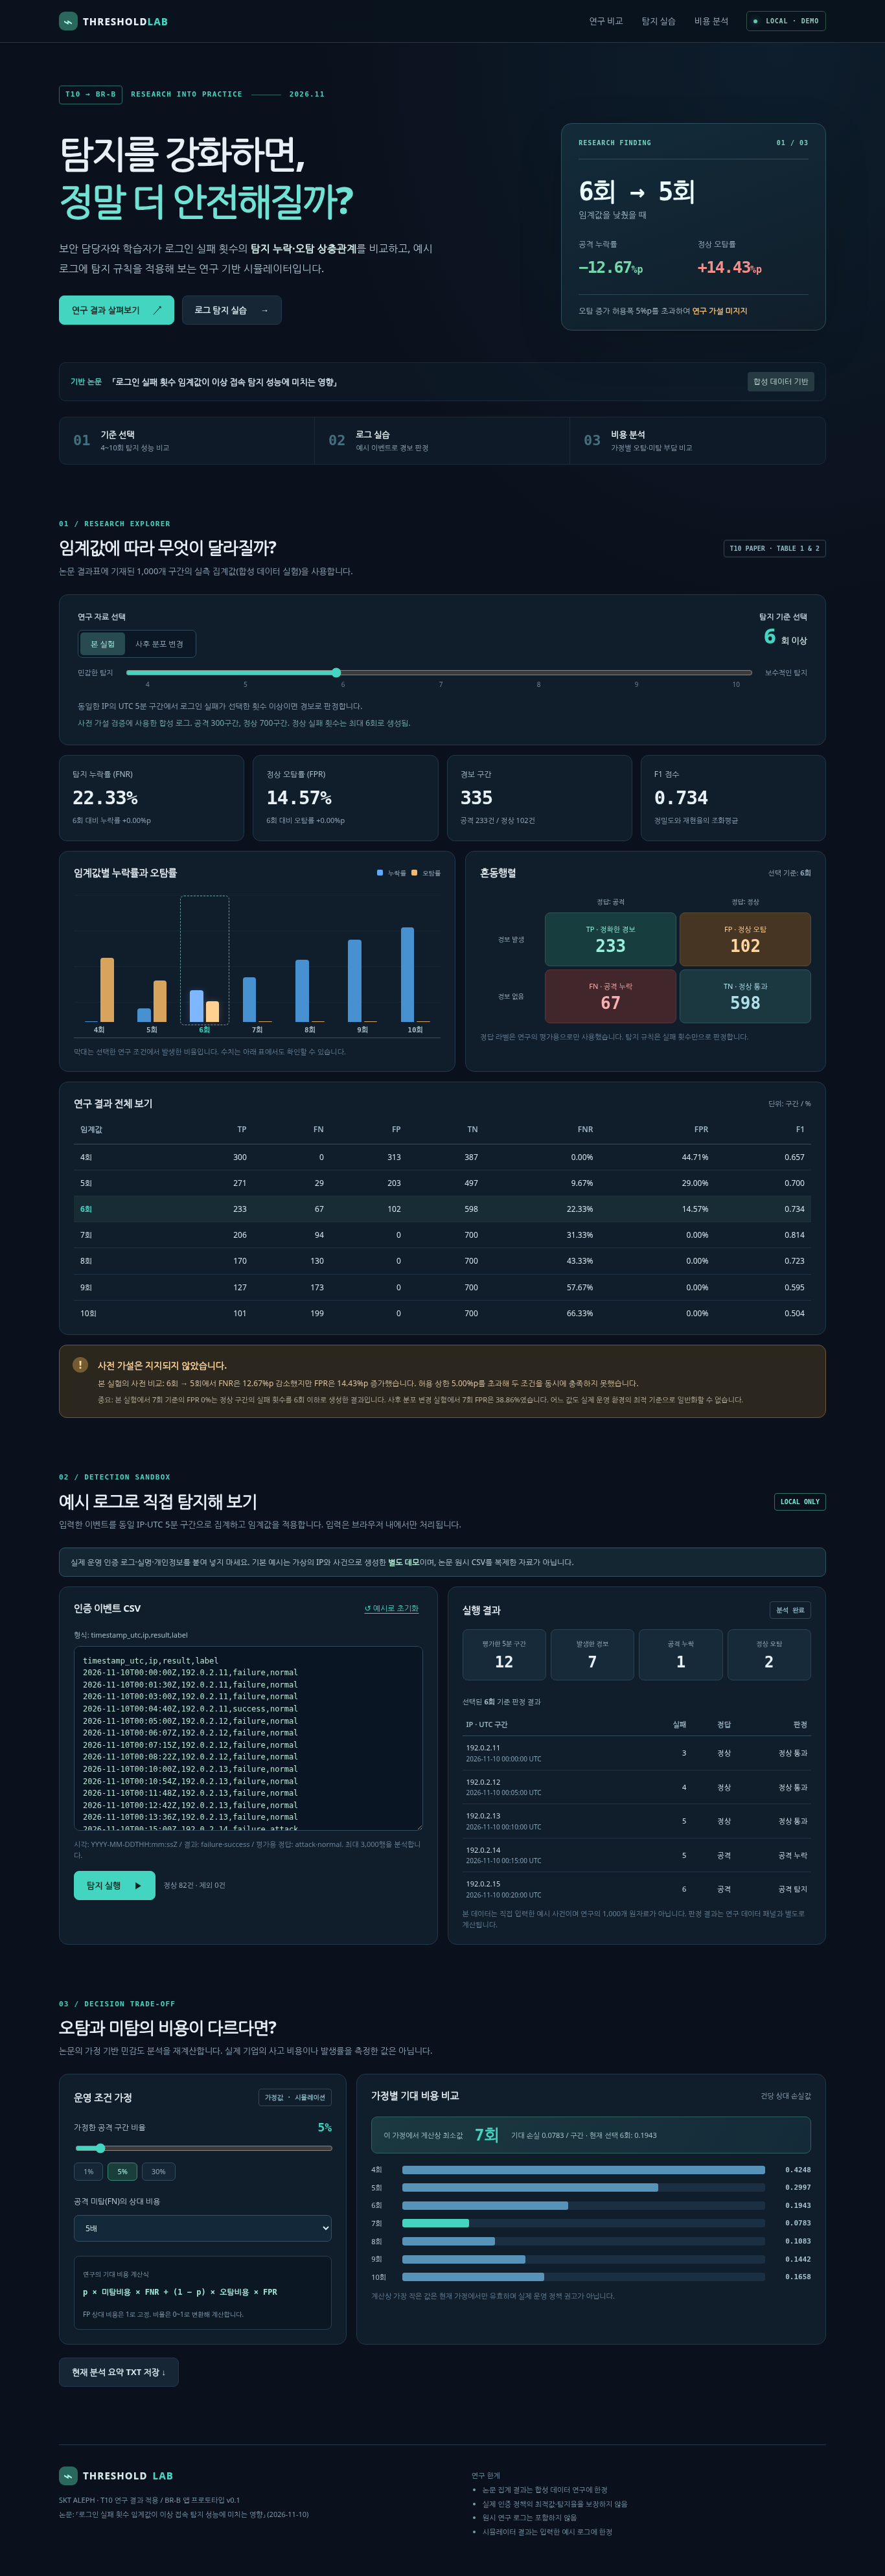 THRESHOLDLAB
연구 비교
탐지 실습
비용 분석
LOCAL · DEMO
T10 → BR-B
RESEARCH INTO PRACTICE
2026.11
탐지를 강화하면,
정말 더 안전해질까?
보안 담당자와 학습자가 로그인 실패 횟수의 탐지 누락·오탐 상충관계를 비교하고, 예시
로그에 탐지 규칙을 적용해 보는 연구 기반 시뮬레이터입니다.
연구 결과 살펴보기 ↗
로그 탐지 실습 →
RESEARCH FINDING
01 / 03
6회 → 5회
임계값을 낮췄을 때
공격 누락률
정상 오탐률
−12.67%p
+14.43%p
오탐 증가 허용폭 5%p를 초과하여 연구 가설 미지지
기반 논문 「로그인 실패 횟수 임계값이 이상 접속 탐지 성능에 미치는 영향」
합성 데이터 기반
01 기준 선택
4~10회 탐지 성능 비교
02 로그 실습
예시 이벤트로 경보 판정
03 비용 분석
가정별 오탐·미탐 부담 비교
01 / RESEARCH EXPLORER
임계값에 따라 무엇이 달라질까?
T10 PAPER · TABLE 1 & 2
논문 결과표에 기재된 1,000개 구간의 실측 집계값(합성 데이터 실험)을 사용합니다.
연구 자료 선택
탐지 기준 선택
본 실험
사후 분포 변경
6 회 이상
민감한 탐지
보수적인 탐지
4 5 6 7 8 9 10
동일한 IP의 UTC 5분 구간에서 로그인 실패가 선택한 횟수 이상이면 경보로 판정합니다.
사전 가설 검증에 사용한 합성 로그. 공격 300구간, 정상 700구간. 정상 실패 횟수는 최대 6회로 생성됨.
탐지 누락률 (FNR)
22.33%
6회 대비 누락률 +0.00%p
정상 오탐률 (FPR)
14.57%
6회 대비 오탐률 +0.00%p
경보 구간
335
공격 233건 / 정상 102건
F1 점수
0.734
정밀도와 재현율의 조화평균
임계값별 누락률과 오탐률
누락률
오탐률
4회 5회 6회 7회 8회 9회 10회
막대는 선택한 연구 조건에서 발생한 비율입니다. 수치는 아래 표에서도 확인할 수 있습니다.
혼동행렬
선택 기준: 6회
정답: 공격
정답: 정상
경보 발생
TP · 정확한 경보
233
FP · 정상 오탐
102
경보 없음
FN · 공격 누락
67
TN · 정상 통과
598
정답 라벨은 연구의 평가용으로만 사용했습니다. 탐지 규칙은 실패 횟수만으로 판정합니다.
연구 결과 전체 보기
단위: 구간 / %
임계값 TP FN FP TN FNR FPR F1
4회 300 0 313 387 0.00% 44.71% 0.657
5회 271 29 203 497 9.67% 29.00% 0.700
6회 233 67 102 598 22.33% 14.57% 0.734
7회 206 94 0 700 31.33% 0.00% 0.814
8회 170 130 0 700 43.33% 0.00% 0.723
9회 127 173 0 700 57.67% 0.00% 0.595
10회 101 199 0 700 66.33% 0.00% 0.504
! 사전 가설은 지지되지 않았습니다.
본 실험의 사전 비교: 6회 → 5회에서 FNR은 12.67%p 감소했지만 FPR은 14.43%p 증가했습니다. 허용 상한 5.00%p를 초과해 두 조건을 동시에 충족하지 못했습니다.
중요: 본 실험에서 7회 기준의 FPR 0%는 정상 구간의 실패 횟수를 6회 이하로 생성한 결과입니다. 사후 분포 변경 실험에서 7회 FPR은 38.86%였습니다. 어느 값도 실제 운영 환경의 최적 기준으로 일반화할 수 없습니다.
02 / DETECTION SANDBOX
예시 로그로 직접 탐지해 보기
LOCAL ONLY
입력한 이벤트를 동일 IP·UTC 5분 구간으로 집계하고 임계값을 적용합니다. 입력은 브라우저 내에서만 처리됩니다.
실제 운영 인증 로그·실명·개인정보를 붙여 넣지 마세요. 기본 예시는 가상의 IP와 사건으로 생성한 별도 데모이며, 논문 원시 CSV를 복제한 자료가 아닙니다.
인증 이벤트 CSV
↺ 예시로 초기화
형식: timestamp_utc,ip,result,label
timestamp_utc,ip,result,label
2026-11-10T00:00:00Z,192.0.2.11,failure,normal
2026-11-10T00:01:30Z,192.0.2.11,failure,normal
2026-11-10T00:03:00Z,192.0.2.11,failure,normal
2026-11-10T00:04:40Z,192.0.2.11,success,normal
2026-11-10T00:05:00Z,192.0.2.12,failure,normal
2026-11-10T00:06:07Z,192.0.2.12,failure,normal
2026-11-10T00:07:15Z,192.0.2.12,failure,normal
2026-11-10T00:08:22Z,192.0.2.12,failure,normal
2026-11-10T00:10:00Z,192.0.2.13,failure,normal
2026-11-10T00:10:54Z,192.0.2.13,failure,normal
2026-11-10T00:11:48Z,192.0.2.13,failure,normal
2026-11-10T00:12:42Z,192.0.2.13,failure,normal
2026-11-10T00:13:36Z,192.0.2.13,failure,normal
2026-11-10T00:15:00Z,192.0.2.14,failure,attack
시각: YYYY-MM-DDTHH:mm:ssZ / 결과: failure·success / 평가용 정답: attack·normal. 최대 3,000행을 분석합니
다.
탐지 실행 ▶
정상 82건 · 제외 0건
실행 결과
분석 완료
평가한 5분 구간
12
발생한 경보
7
공격 누락
1
정상 오탐
2
선택된 6회 기준 판정 결과
IP · UTC 구간 실패 정답 판정
192.0.2.11
2026-11-10 00:00:00 UTC
3 정상 정상 통과
192.0.2.12
2026-11-10 00:05:00 UTC
4 정상 정상 통과
192.0.2.13
2026-11-10 00:10:00 UTC
5 정상 정상 통과
192.0.2.14
2026-11-10 00:15:00 UTC
5 공격 공격 누락
192.0.2.15
2026-11-10 00:20:00 UTC
6 공격 공격 탐지
본 데이터는 직접 입력한 예시 사건이며 연구의 1,000개 원자료가 아닙니다. 판정 결과는 연구 데이터 패널과 별도로
계산됩니다.
03 / DECISION TRADE-OFF
오탐과 미탐의 비용이 다르다면?
논문의 가정 기반 민감도 분석을 재계산합니다. 실제 기업의 사고 비용이나 발생률을 측정한 값은 아닙니다.
운영 조건 가정
가정값 · 시뮬레이션
가정한 공격 구간 비율
5%
1%
5%
30%
공격 미탐(FN)의 상대 비용
5배
연구의 기대 비용 계산식
p × 미탐비용 × FNR + (1 − p) × 오탐비용 × FPR
FP 상대 비용은 1로 고정. 비율은 0~1로 변환해 계산합니다.
가정별 기대 비용 비교
건당 상대 손실값
이 가정에서 계산상 최소값 7회 기대 손실 0.0783 / 구간 · 현재 선택 6회: 0.1943
4회 0.4248
5회 0.2997
6회 0.1943
7회 0.0783
8회 0.1083
9회 0.1442
10회 0.1658
계산상 가장 작은 값은 현재 가정에서만 유효하며 실제 운영 정책 권고가 아닙니다.
현재 분석 요약 TXT 저장 ↓
THRESHOLD LAB
SKT ALEPH · T10 연구 결과 적용 / BR-B 앱 프로토타입 v0.1
논문: 「로그인 실패 횟수 임계값이 이상 접속 탐지 성능에 미치는 영향」 (2026-11-10)
연구 한계
논문 집계 결과는 합성 데이터 연구에 한정
실제 인증 정책의 최적값·탐지율을 보장하지 않음
원시 연구 로그는 포함하지 않음
시뮬레이터 결과는 입력한 예시 로그에 한정